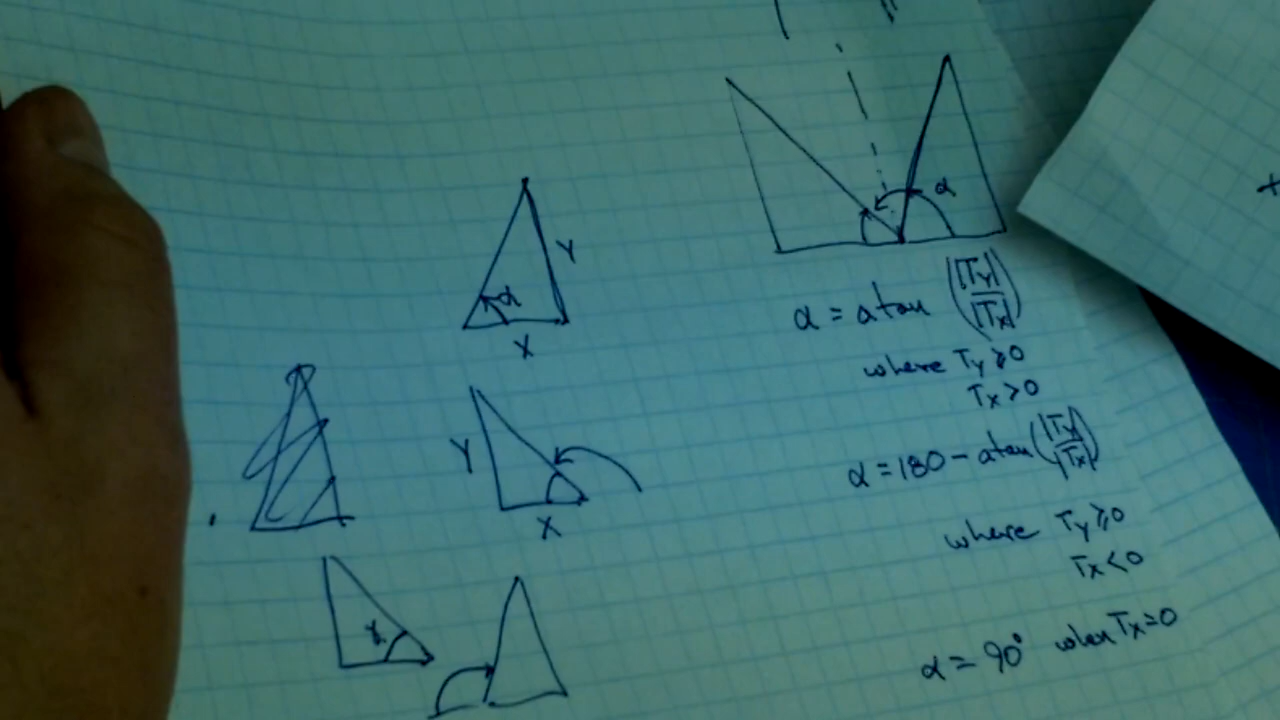 α
α
Y
X
α = atan (|Ty| / |Tx|)
where Ty ⩾ 0
Tx > 0
Y
X
α = 180 - atan (|Ty| / |Tx|)
where Ty ⩾ 0
Tx < 0
α = 90° when Tx = 0